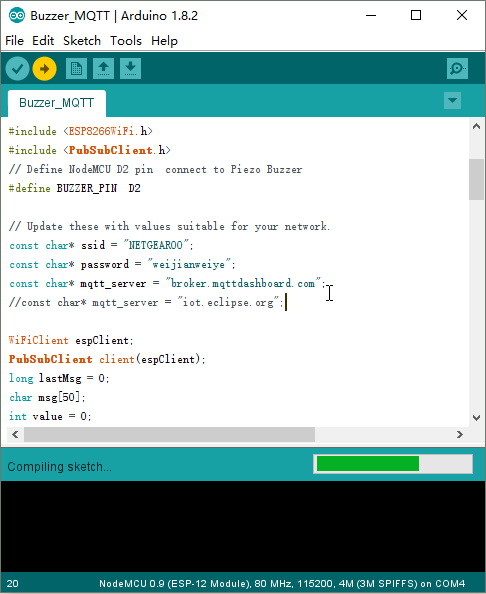 Buzzer_MQTT | Arduino 1.8.2
File Edit Sketch Tools Help
Buzzer_MQTT
#include <ESP8266WiFi.h>
#include <PubSubClient.h>
// Define NodeMCU D2 pin  connect to Piezo Buzzer
#define BUZZER_PIN  D2
// Update these with values suitable for your network.
const char* ssid = "NETGEAR00";
const char* password = "weijianweiye";
const char* mqtt_server = "broker.mqttdashboard.com";
//const char* mqtt_server = "iot.eclipse.org";
WiFiClient espClient;
PubSubClient client(espClient);
long lastMsg = 0;
char msg[50];
int value = 0;
Compiling sketch...
20 NodeMCU 0.9 (ESP-12 Module), 80 MHz, 115200, 4M (3M SPIFFS) on COM4